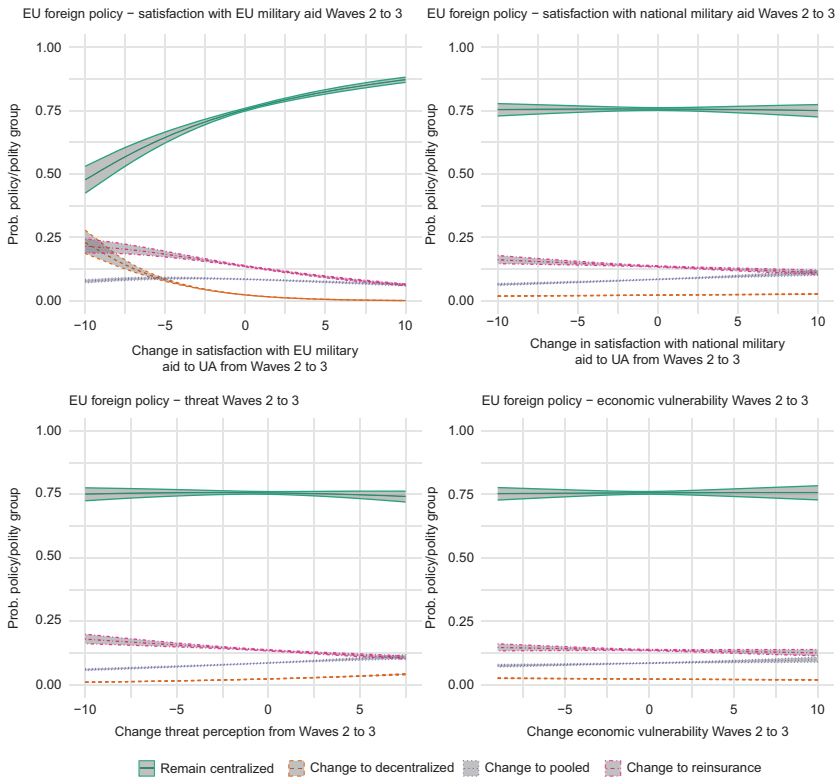 EU foreign policy – satisfaction with EU military aid Waves 2 to 3
1.00
0.75
0.50
0.25
0.00
Prob. policy/polity group
−10
−5
0
5
10
Change in satisfaction with EU military
aid to UA from Waves 2 to 3
EU foreign policy – satisfaction with national military aid Waves 2 to 3
1.00
0.75
0.50
0.25
0.00
Prob. policy/polity group
−10
−5
0
5
10
Change in satisfaction with national military
aid to UA from Waves 2 to 3
EU foreign policy – threat Waves 2 to 3
1.00
0.75
0.50
0.25
0.00
Prob. policy/polity group
−10
−5
0
5
Change threat perception from Waves 2 to 3
EU foreign policy – economic vulnerability Waves 2 to 3
1.00
0.75
0.50
0.25
0.00
Prob. policy/polity group
−5
0
5
10
Change economic vulnerability Waves 2 to 3
Remain centralized
Change to decentralized
Change to pooled
Change to reinsurance